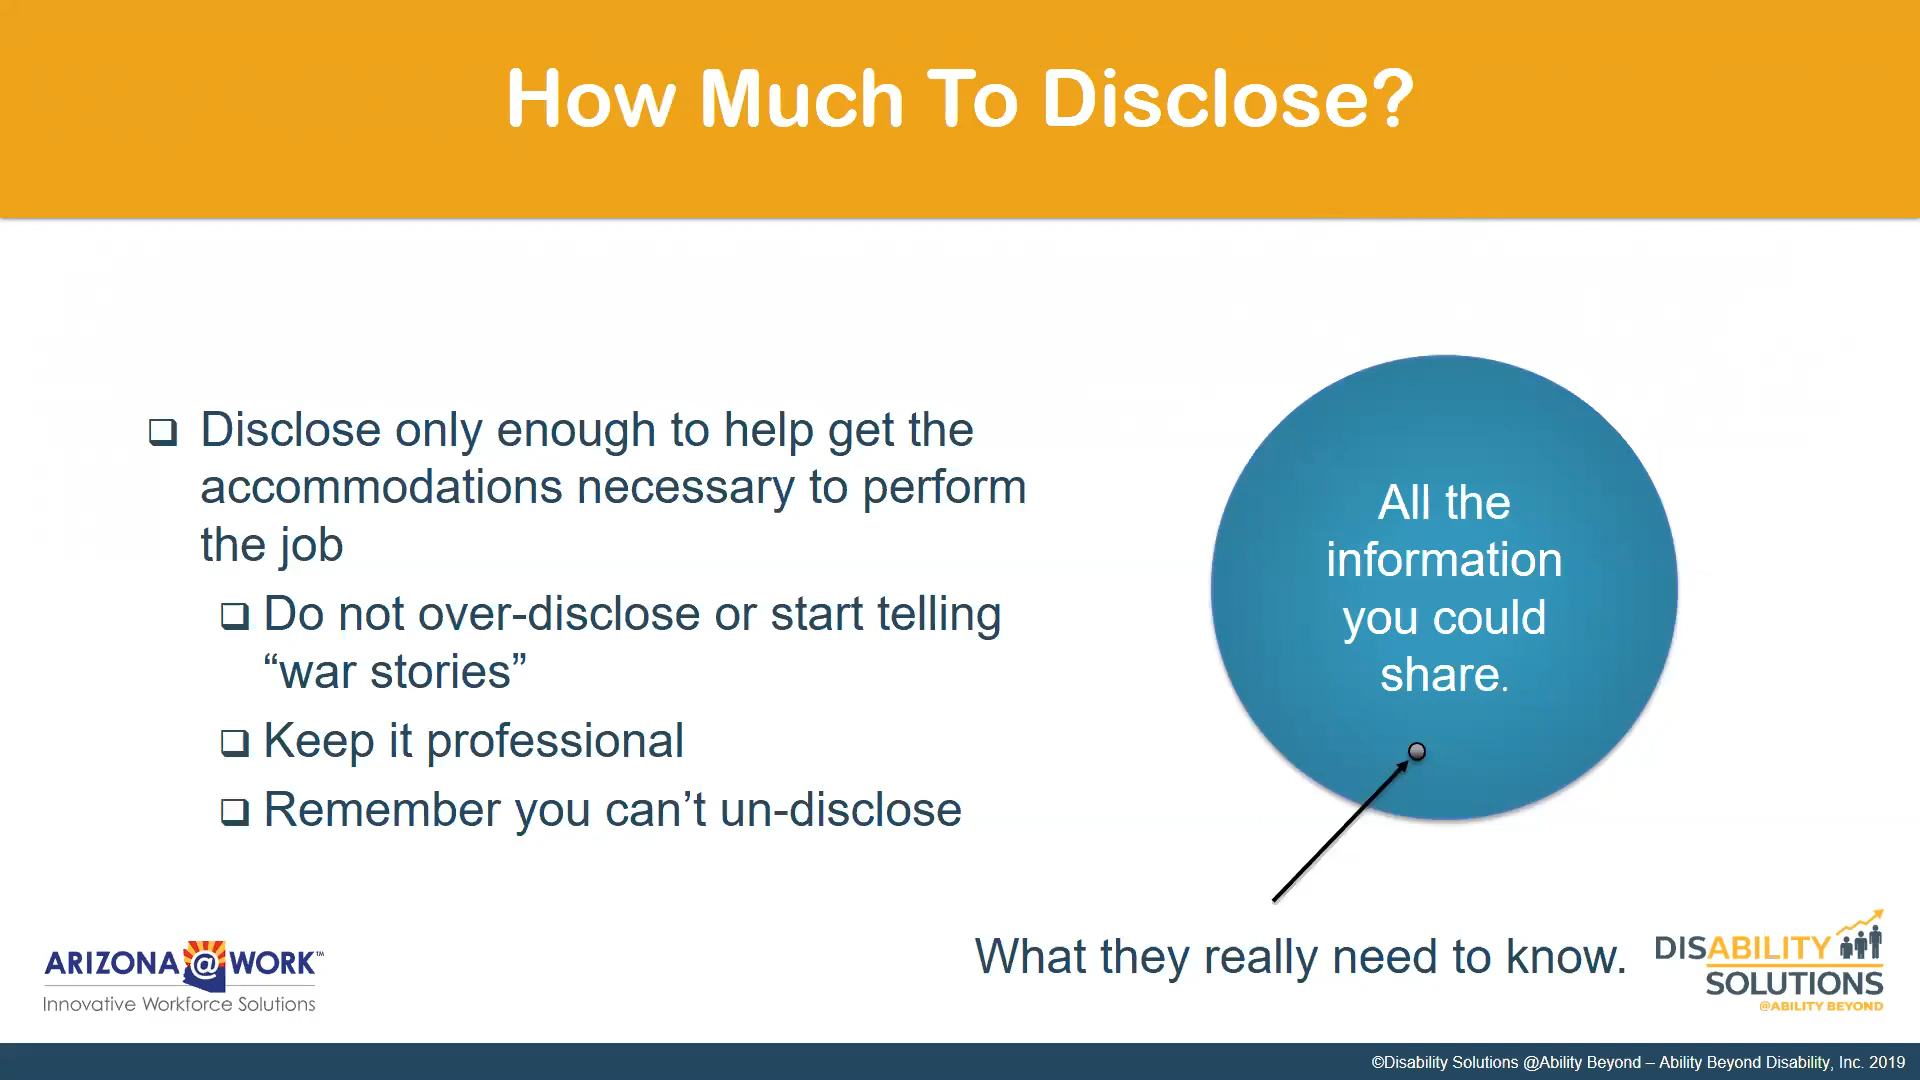 How Much To Disclose?
Disclose only enough to help get the
accommodations necessary to perform
the job
Do not over-disclose or start telling
“war stories”
Keep it professional
Remember you can’t un-disclose
All the
information
you could
share.
What they really need to know.
ARIZONA @ WORK™
Innovative Workforce Solutions
DISABILITY
SOLUTIONS
@ABILITY BEYOND
©Disability Solutions @Ability Beyond – Ability Beyond Disability, Inc. 2019